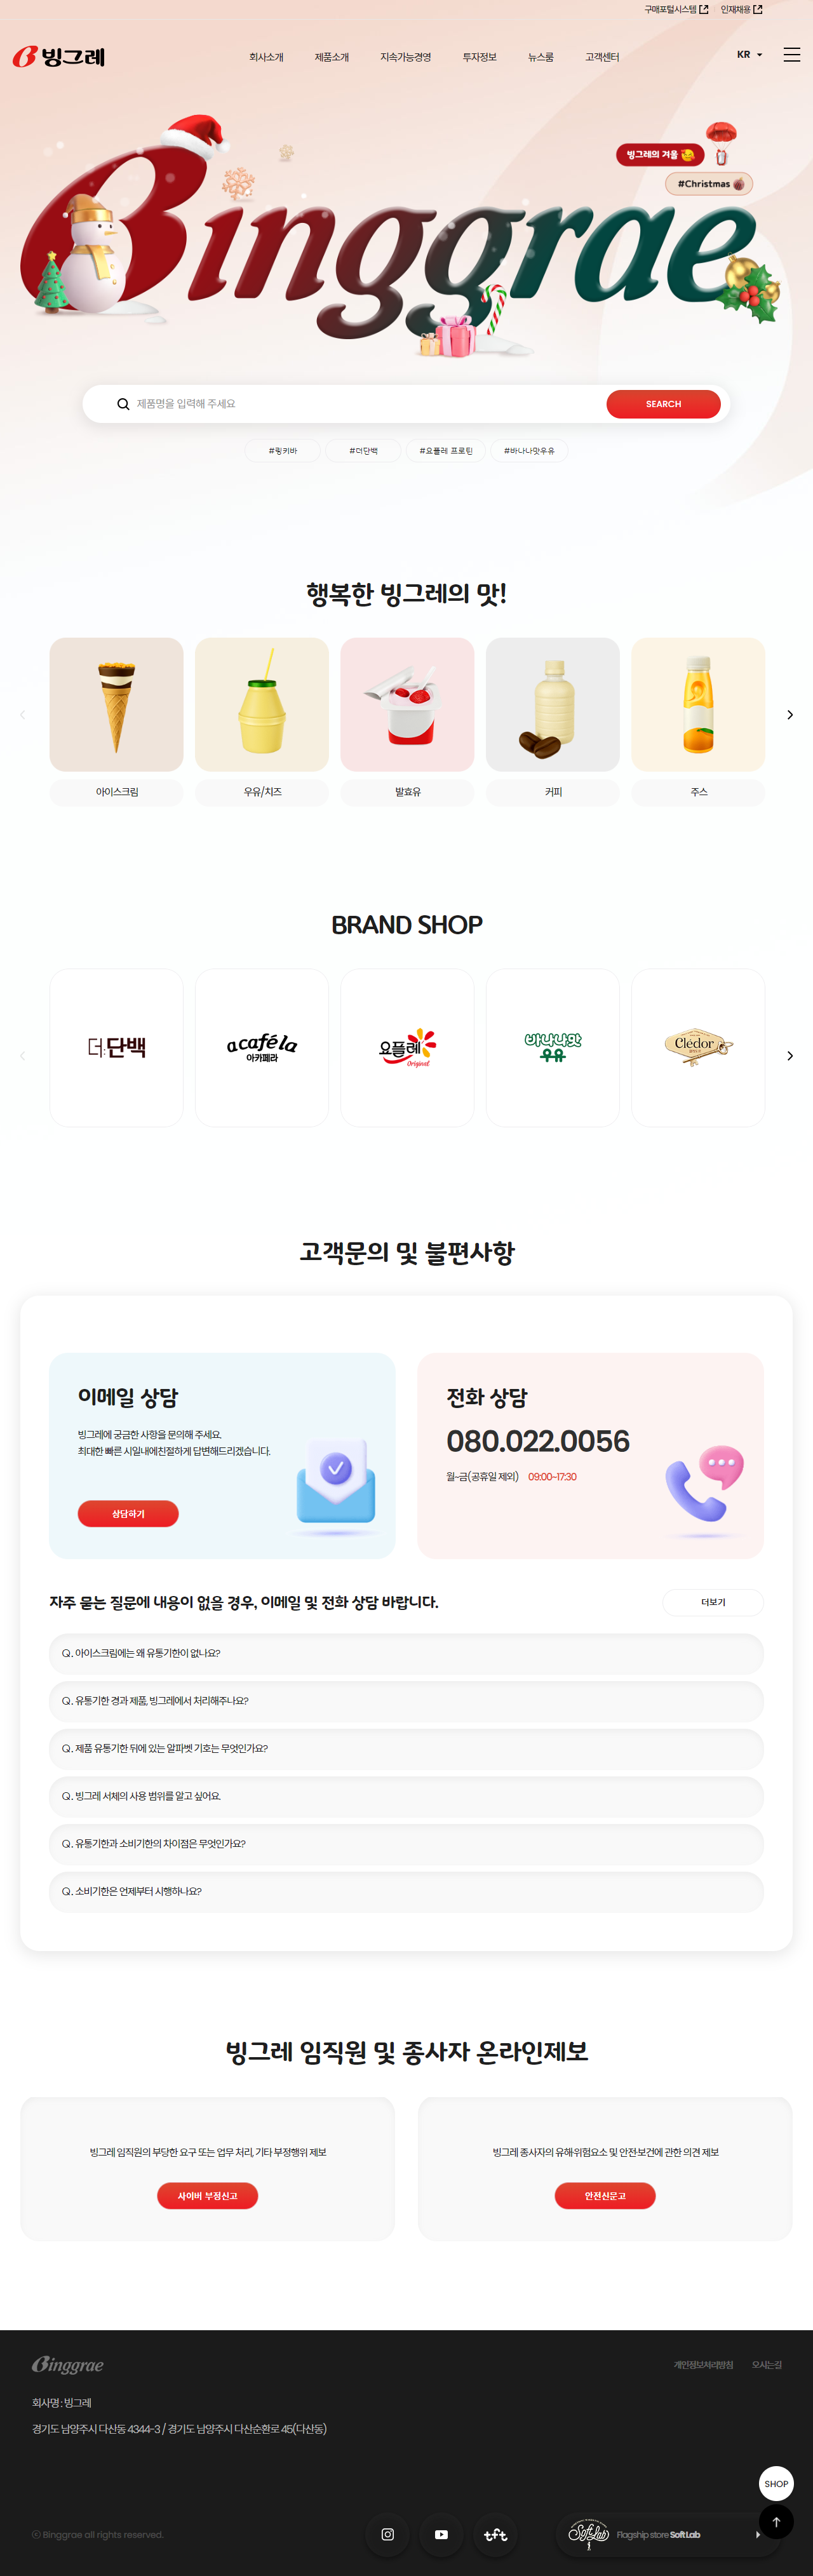 구매포털시스템
인재채용
빙그레
회사소개 제품소개 지속가능경영 투자정보 뉴스룸 고객센터
KR
빙그레의 겨울
#Christmas
Binggrae
제품명을 입력해 주세요
SEARCH
#링키바 #더단백 #요플레 프로틴 #바나나맛우유
행복한 빙그레의 맛!
아이스크림 우유/치즈 발효유 커피 주스
BRAND SHOP
더:단백
acaféla
아카페라
요플레
Original
바나나맛
우유
Clédor
고객문의 및 불편사항
이메일 상담
빙그레에 궁금한 사항을 문의해 주세요.
최대한 빠른 시일내에친절하게 답변해드리겠습니다.
상담하기
전화 상담
080.022.0056
월~금(공휴일 제외) 09:00~17:30
자주 묻는 질문에 내용이 없을 경우, 이메일 및 전화 상담 바랍니다.
더보기
Q. 아이스크림에는 왜 유통기한이 없나요?
Q. 유통기한 경과 제품, 빙그레에서 처리해주나요?
Q. 제품 유통기한 뒤에 있는 알파벳 기호는 무엇인가요?
Q. 빙그레 서체의 사용 범위를 알고 싶어요.
Q. 유통기한과 소비기한의 차이점은 무엇인가요?
Q. 소비기한은 언제부터 시행하나요?
빙그레 임직원 및 종사자 온라인제보
빙그레 임직원의 부당한 요구 또는 업무 처리, 기타 부정행위 제보
사이버 부정신고
빙그레 종사자의 유해·위험요소 및 안전·보건에 관한 의견 제보
안전신문고
Binggrae
개인정보처리방침 오시는길
회사명 : 빙그레
경기도 남양주시 다산동 4344-3 / 경기도 남양주시 다산순환로 45(다산동)
SHOP
ⓒ Binggrae all rights reserved.
tft
Soft Lab
Flagship store Soft Lab